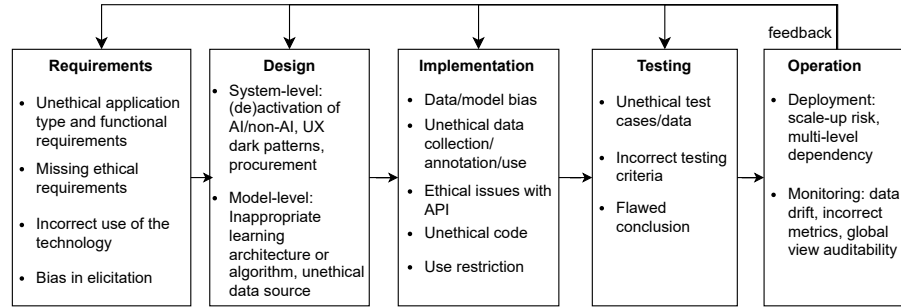 feedback
Requirements
• Unethical application
type and functional
requirements
• Missing ethical
requirements
• Incorrect use of the
technology
• Bias in elicitation
Design
• System-level:
(de)activation of
AI/non-AI, UX
dark patterns,
procurement
• Model-level:
Inappropriate
learning
architecture or
algorithm, unethical
data source
Implementation
• Data/model bias
• Unethical data
collection/
annotation/use
• Ethical issues with
API
• Unethical code
• Use restriction
Testing
• Unethical test
cases/data
• Incorrect testing
criteria
• Flawed
conclusion
Operation
• Deployment:
scale-up risk,
multi-level
dependency
• Monitoring: data
drift, incorrect
metrics, global
view auditability